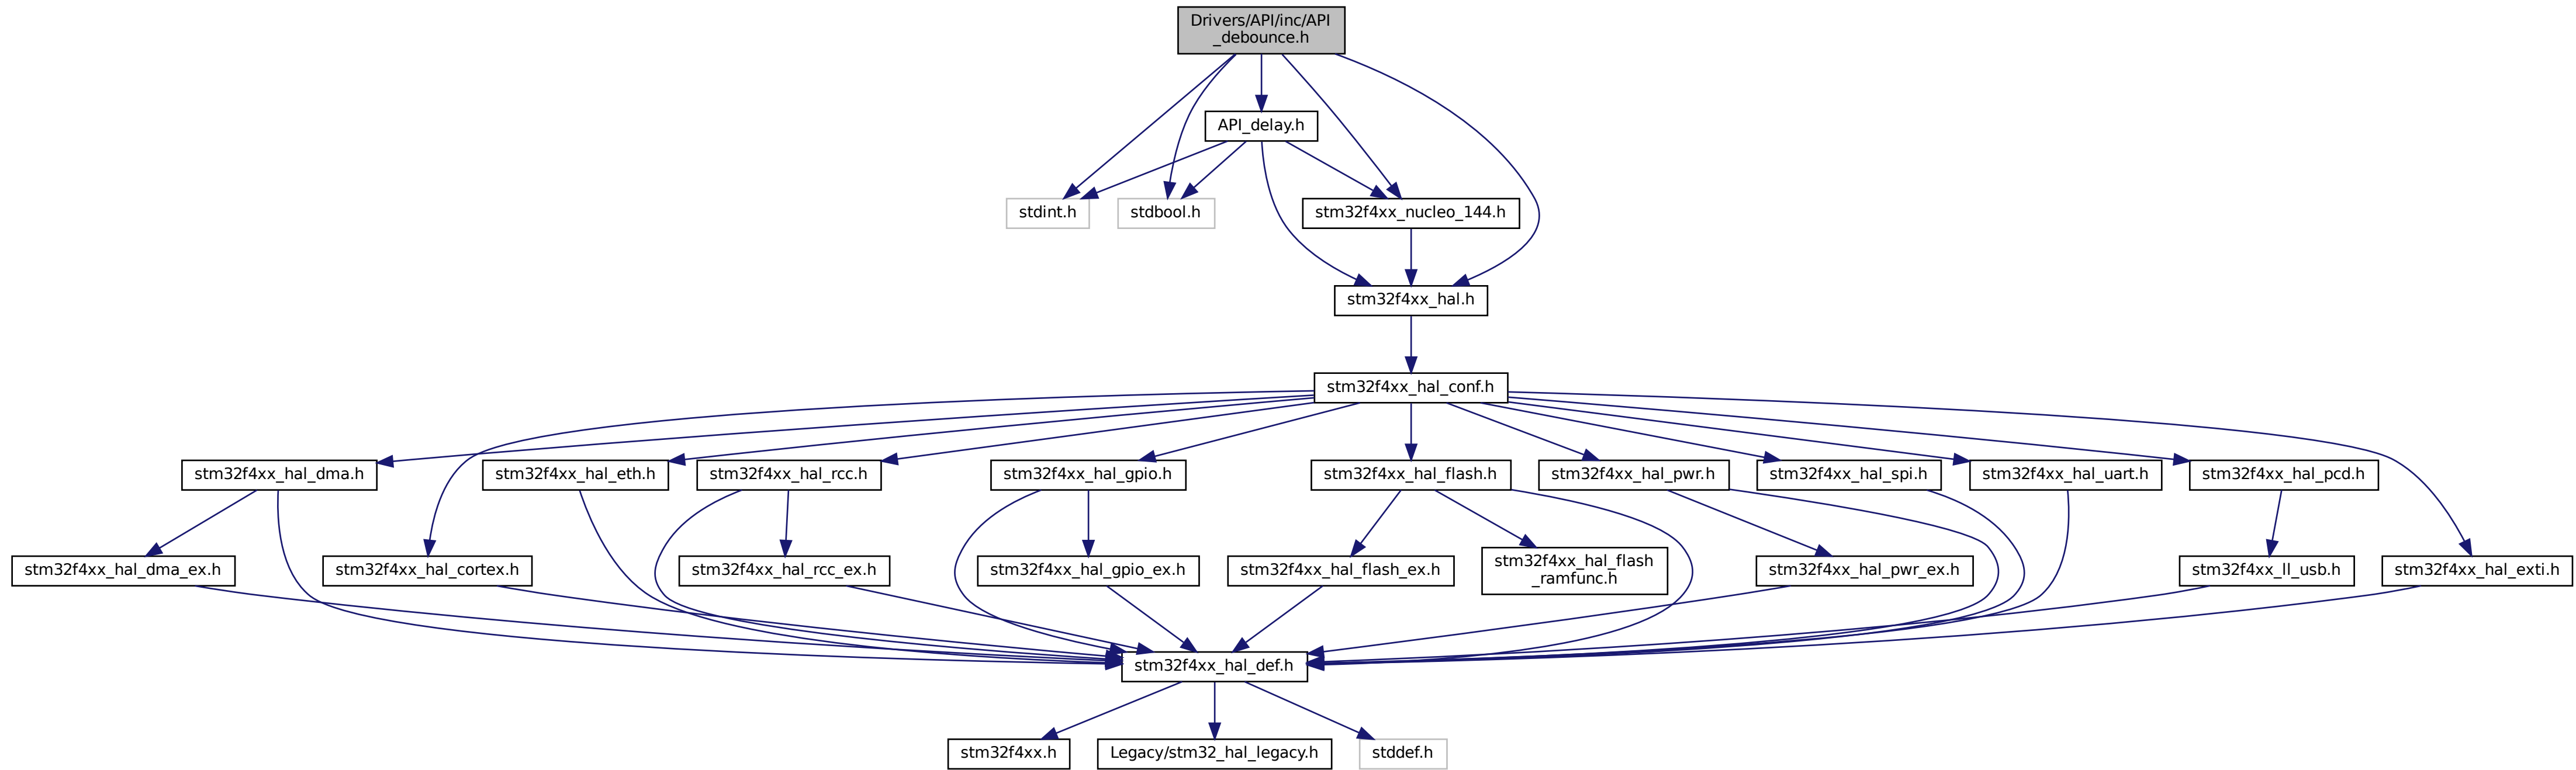 Drivers/API/inc/API
_debounce.h
API_delay.h
stdint.h
stdbool.h
stm32f4xx_nucleo_144.h
stm32f4xx_hal.h
stm32f4xx_hal_conf.h
stm32f4xx_hal_dma.h
stm32f4xx_hal_eth.h
stm32f4xx_hal_rcc.h
stm32f4xx_hal_gpio.h
stm32f4xx_hal_flash.h
stm32f4xx_hal_pwr.h
stm32f4xx_hal_spi.h
stm32f4xx_hal_uart.h
stm32f4xx_hal_pcd.h
stm32f4xx_hal_dma_ex.h
stm32f4xx_hal_cortex.h
stm32f4xx_hal_rcc_ex.h
stm32f4xx_hal_gpio_ex.h
stm32f4xx_hal_flash_ex.h
stm32f4xx_hal_flash
_ramfunc.h
stm32f4xx_hal_pwr_ex.h
stm32f4xx_ll_usb.h
stm32f4xx_hal_exti.h
stm32f4xx_hal_def.h
stm32f4xx.h
Legacy/stm32_hal_legacy.h
stddef.h